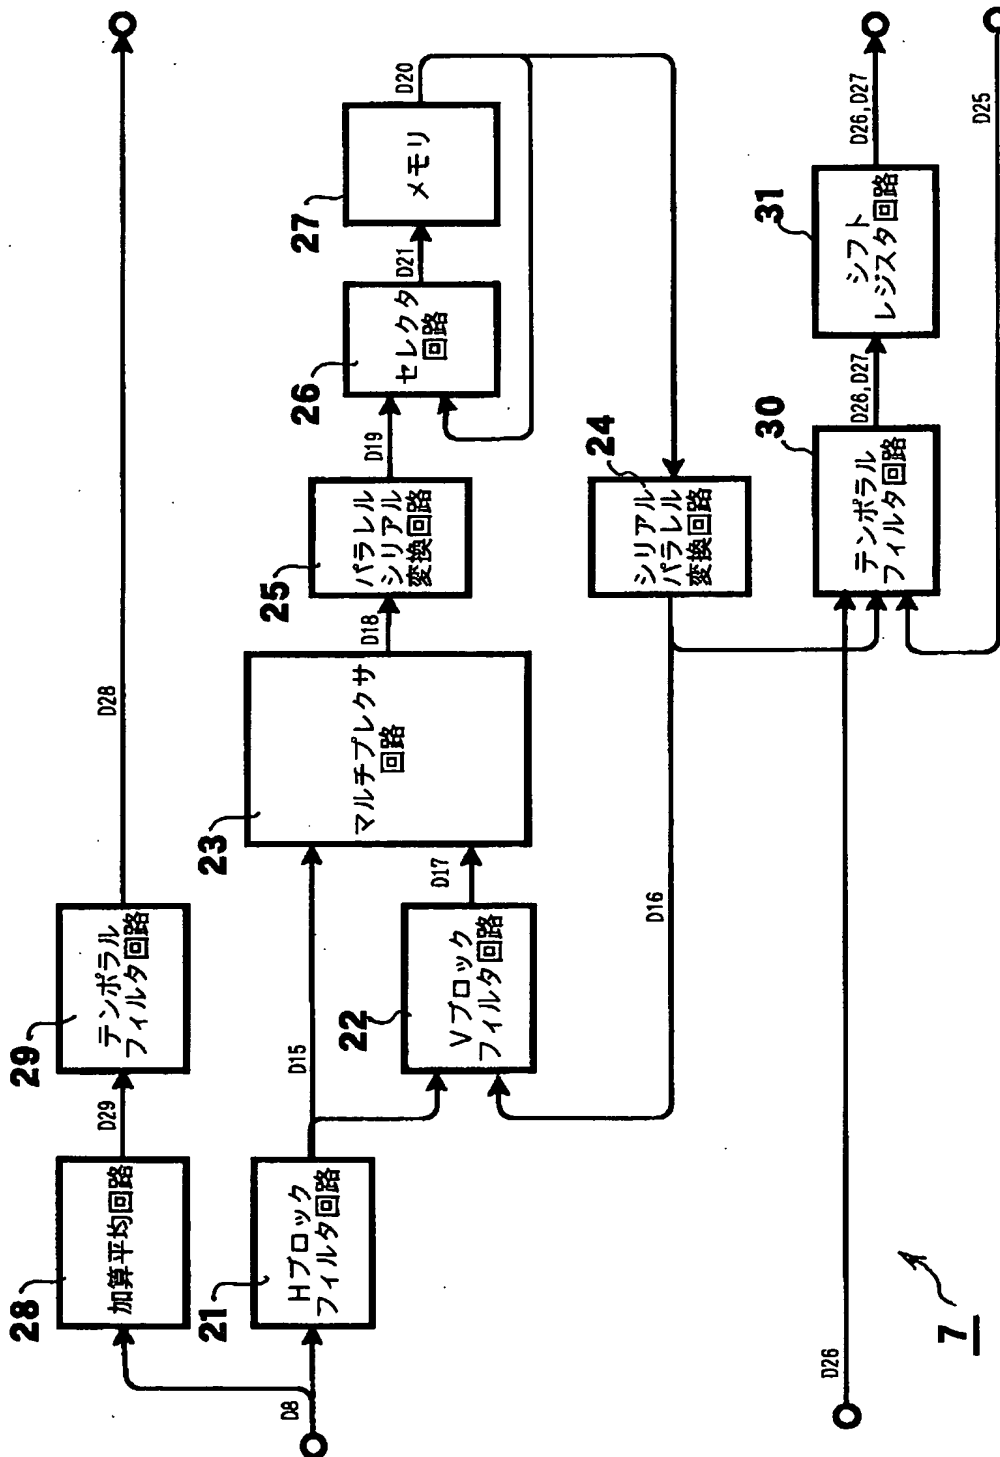 28
加算平均回路
D29
29
テンポラル
フィルタ回路
D28
D8
21
Hブロック
フィルタ回路
D15
22
Vブロック
フィルタ回路
D17
23
マルチプレクサ
回路
D18
25
パラレル
シリアル
変換回路
D19
26
セレクタ
回路
D21
27
メモリ
D20
24
シリアル
パラレル
変換回路
D16
D26
30
テンポラル
フィルタ回路
D26,D27
31
シフト
レジスタ回路
D26,D27
D25
7